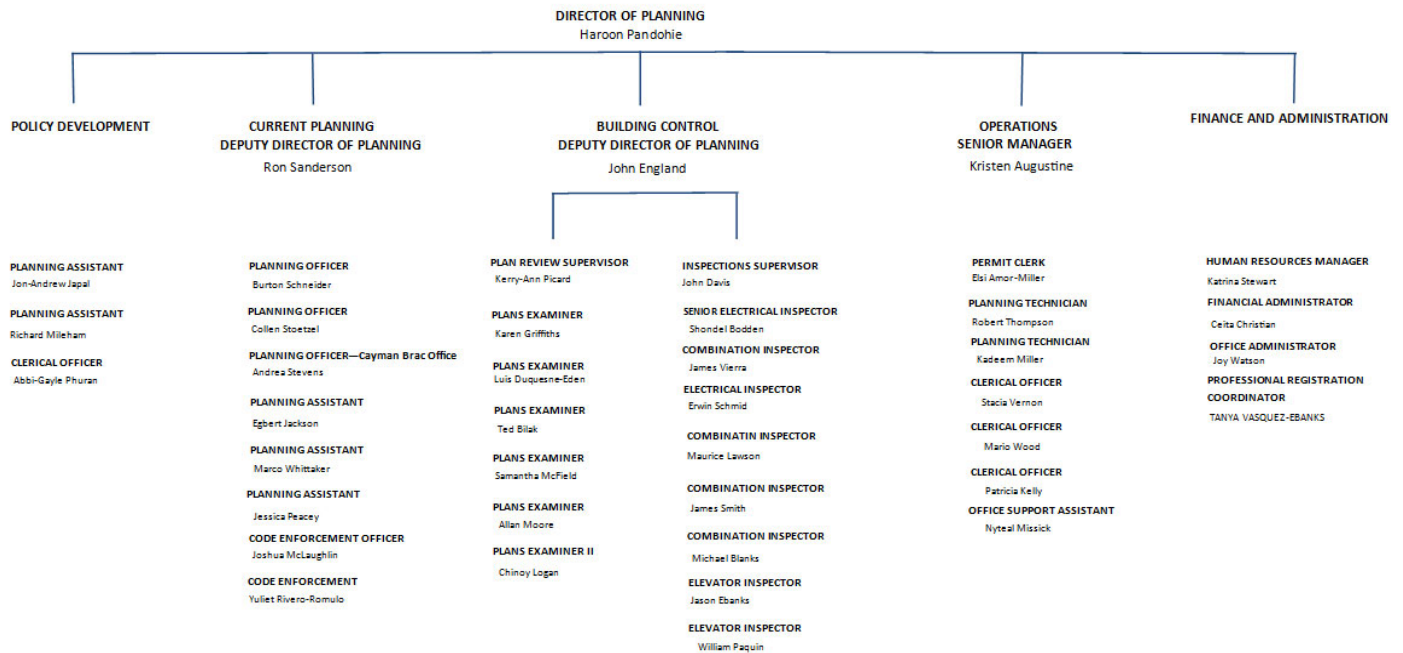 DIRECTOR OF PLANNING
Haroon Pandohie
POLICY DEVELOPMENT
CURRENT PLANNING
DEPUTY DIRECTOR OF PLANNING
Ron Sanderson
BUILDING CONTROL
DEPUTY DIRECTOR OF PLANNING
John England
OPERATIONS
SENIOR MANAGER
Kristen Augustine
FINANCE AND ADMINISTRATION
PLANNING ASSISTANT
Jon-Andrew Japal
PLANNING ASSISTANT
Richard Mileham
CLERICAL OFFICER
Abbi-Gayle Phuran
PLANNING OFFICER
Burton Schneider
PLANNING OFFICER
Collen Stoetzel
PLANNING OFFICER—Cayman Brac Office
Andrea Stevens
PLANNING ASSISTANT
Egbert Jackson
PLANNING ASSISTANT
Marco Whittaker
PLANNING ASSISTANT
Jessica Peacey
CODE ENFORCEMENT OFFICER
Joshua McLaughlin
CODE ENFORCEMENT
Yuliet Rivero-Romulo
PLAN REVIEW SUPERVISOR
Kerry-Ann Picard
PLANS EXAMINER
Karen Griffiths
PLANS EXAMINER
Luis Duquesne-Eden
PLANS EXAMINER
Ted Bilak
PLANS EXAMINER
Samantha McField
PLANS EXAMINER
Allan Moore
PLANS EXAMINER II
Chinoy Logan
INSPECTIONS SUPERVISOR
John Davis
SENIOR ELECTRICAL INSPECTOR
Shondel Bodden
COMBINATION INSPECTOR
James Vierra
ELECTRICAL INSPECTOR
Erwin Schmid
COMBINATIN INSPECTOR
Maurice Lawson
COMBINATION INSPECTOR
James Smith
COMBINATION INSPECTOR
Michael Blanks
ELEVATOR INSPECTOR
Jason Ebanks
ELEVATOR INSPECTOR
William Paquin
PERMIT CLERK
Elsi Amor-Miller
PLANNING TECHNICIAN
Robert Thompson
PLANNING TECHNICIAN
Kadeem Miller
CLERICAL OFFICER
Stacia Vernon
CLERICAL OFFICER
Mario Wood
CLERICAL OFFICER
Patricia Kelly
OFFICE SUPPORT ASSISTANT
Nyteal Missick
HUMAN RESOURCES MANAGER
Katrina Stewart
FINANCIAL ADMINISTRATOR
Ceita Christian
OFFICE ADMINISTRATOR
Joy Watson
PROFESSIONAL REGISTRATION
COORDINATOR
TANYA VASQUEZ-EBANKS